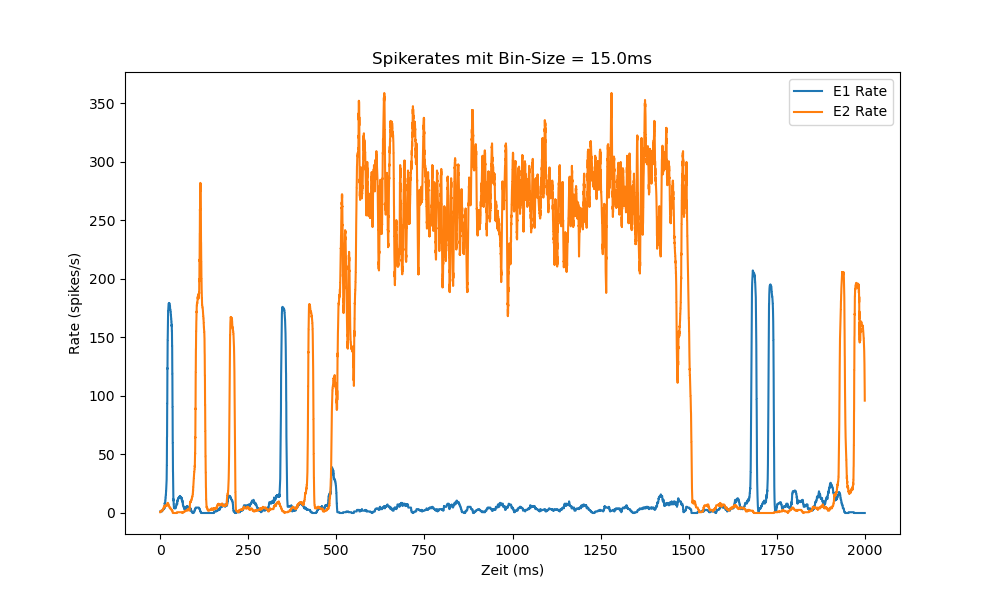 Spikerates mit Bin-Size = 15.0ms
E1 Rate
E2 Rate
350
300
250
200
150
100
50
0
Rate (spikes/s)
0 250 500 750 1000 1250 1500 1750 2000
Zeit (ms)